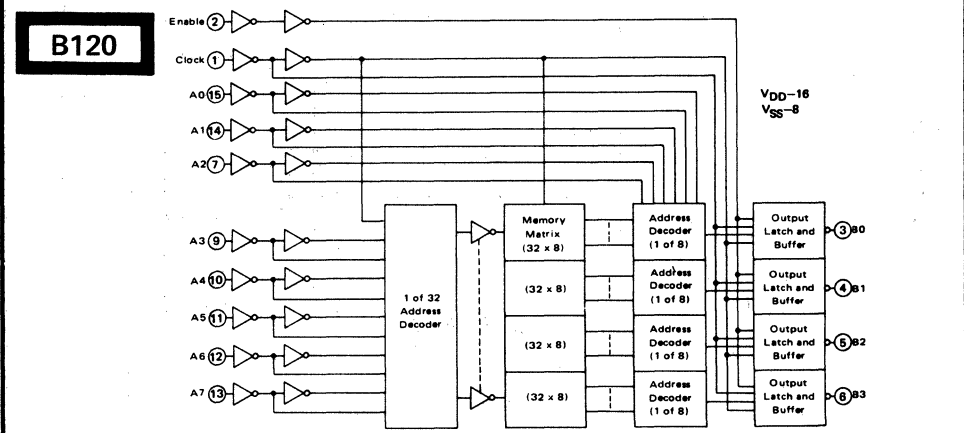 B120
Enable 2
Clock 1
A0 15
A1 14
A2 7
V_DD–16
V_SS–8
A3 9
A4 10
A5 11
A6 12
A7 13
1 of 32
Address
Decoder
Memory
Matrix
(32 x 8)
(32 x 8)
(32 x 8)
(32 x 8)
Address
Decoder
(1 of 8)
Address
Decoder
(1 of 8)
Address
Decoder
(1 of 8)
Address
Decoder
(1 of 8)
Output
Latch and
Buffer
3 B0
Output
Latch and
Buffer
4 B1
Output
Latch and
Buffer
5 B2
Output
Latch and
Buffer
6 B3